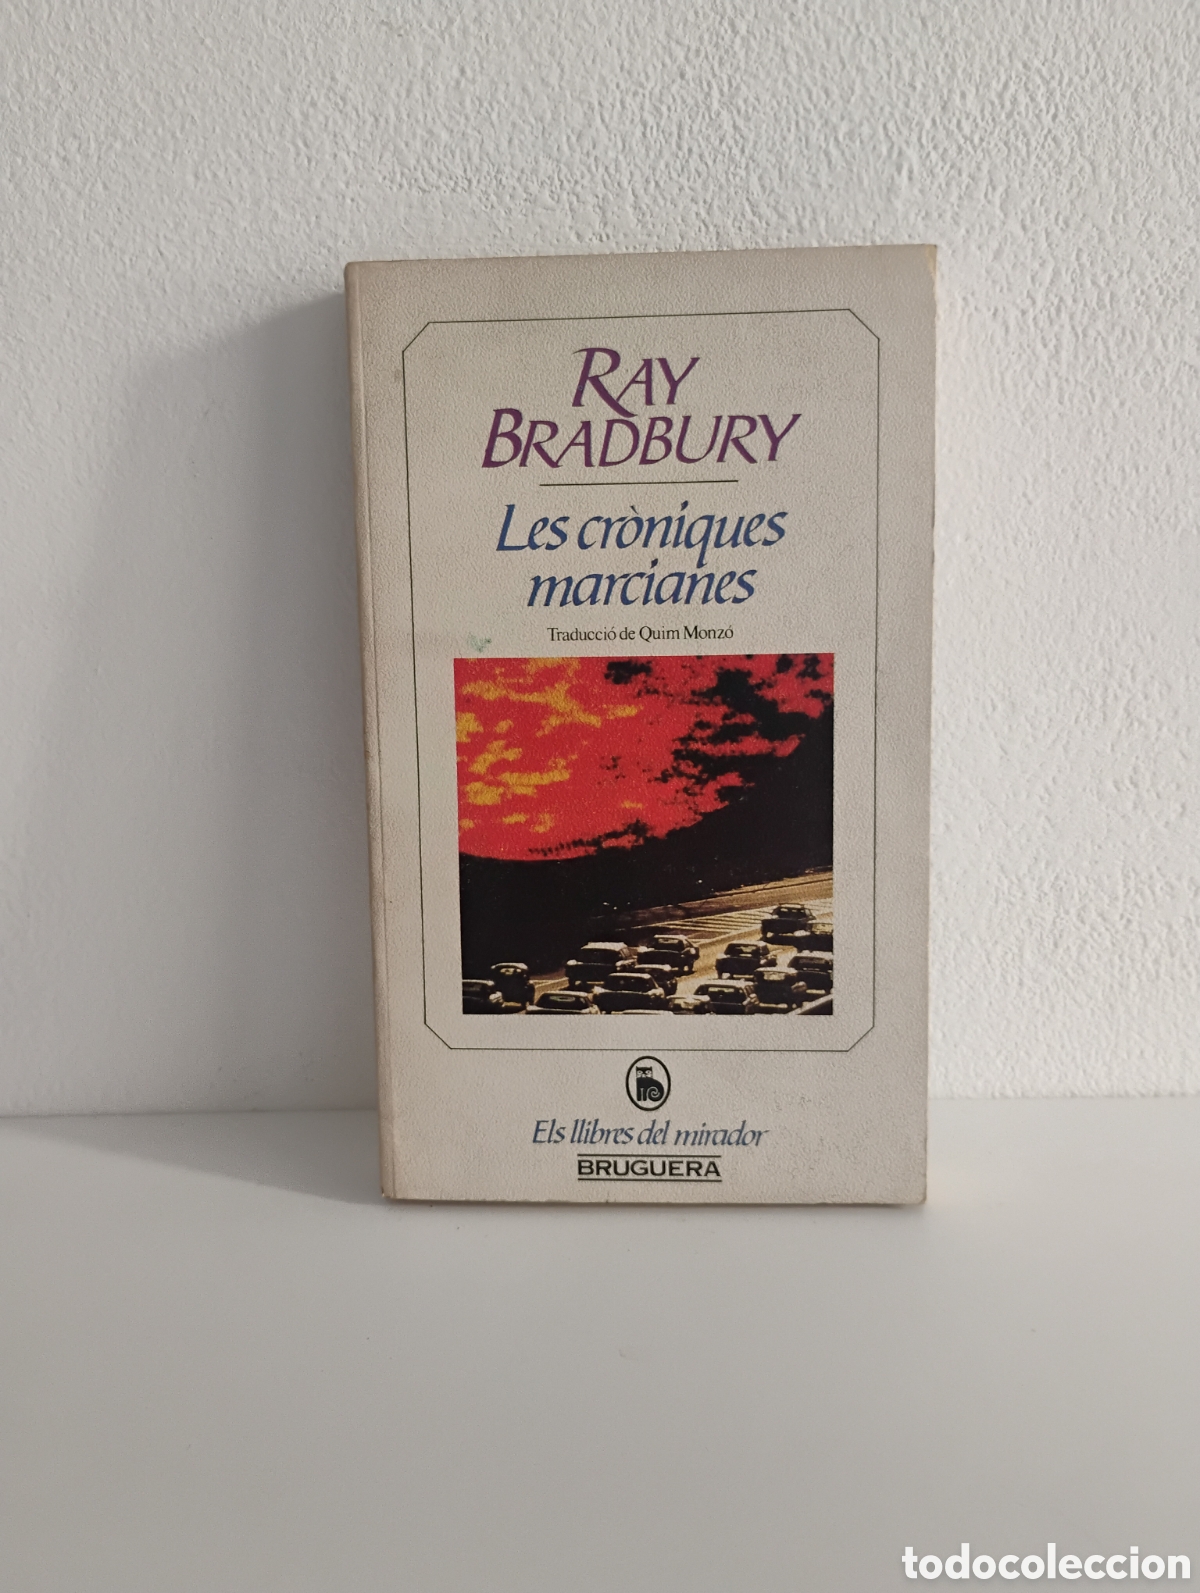 RAY
BRADBURY
Les cròniques
marcianes
Traducció de Quim Monzó
Els llibres del mirador
BRUGUERA
todocoleccion